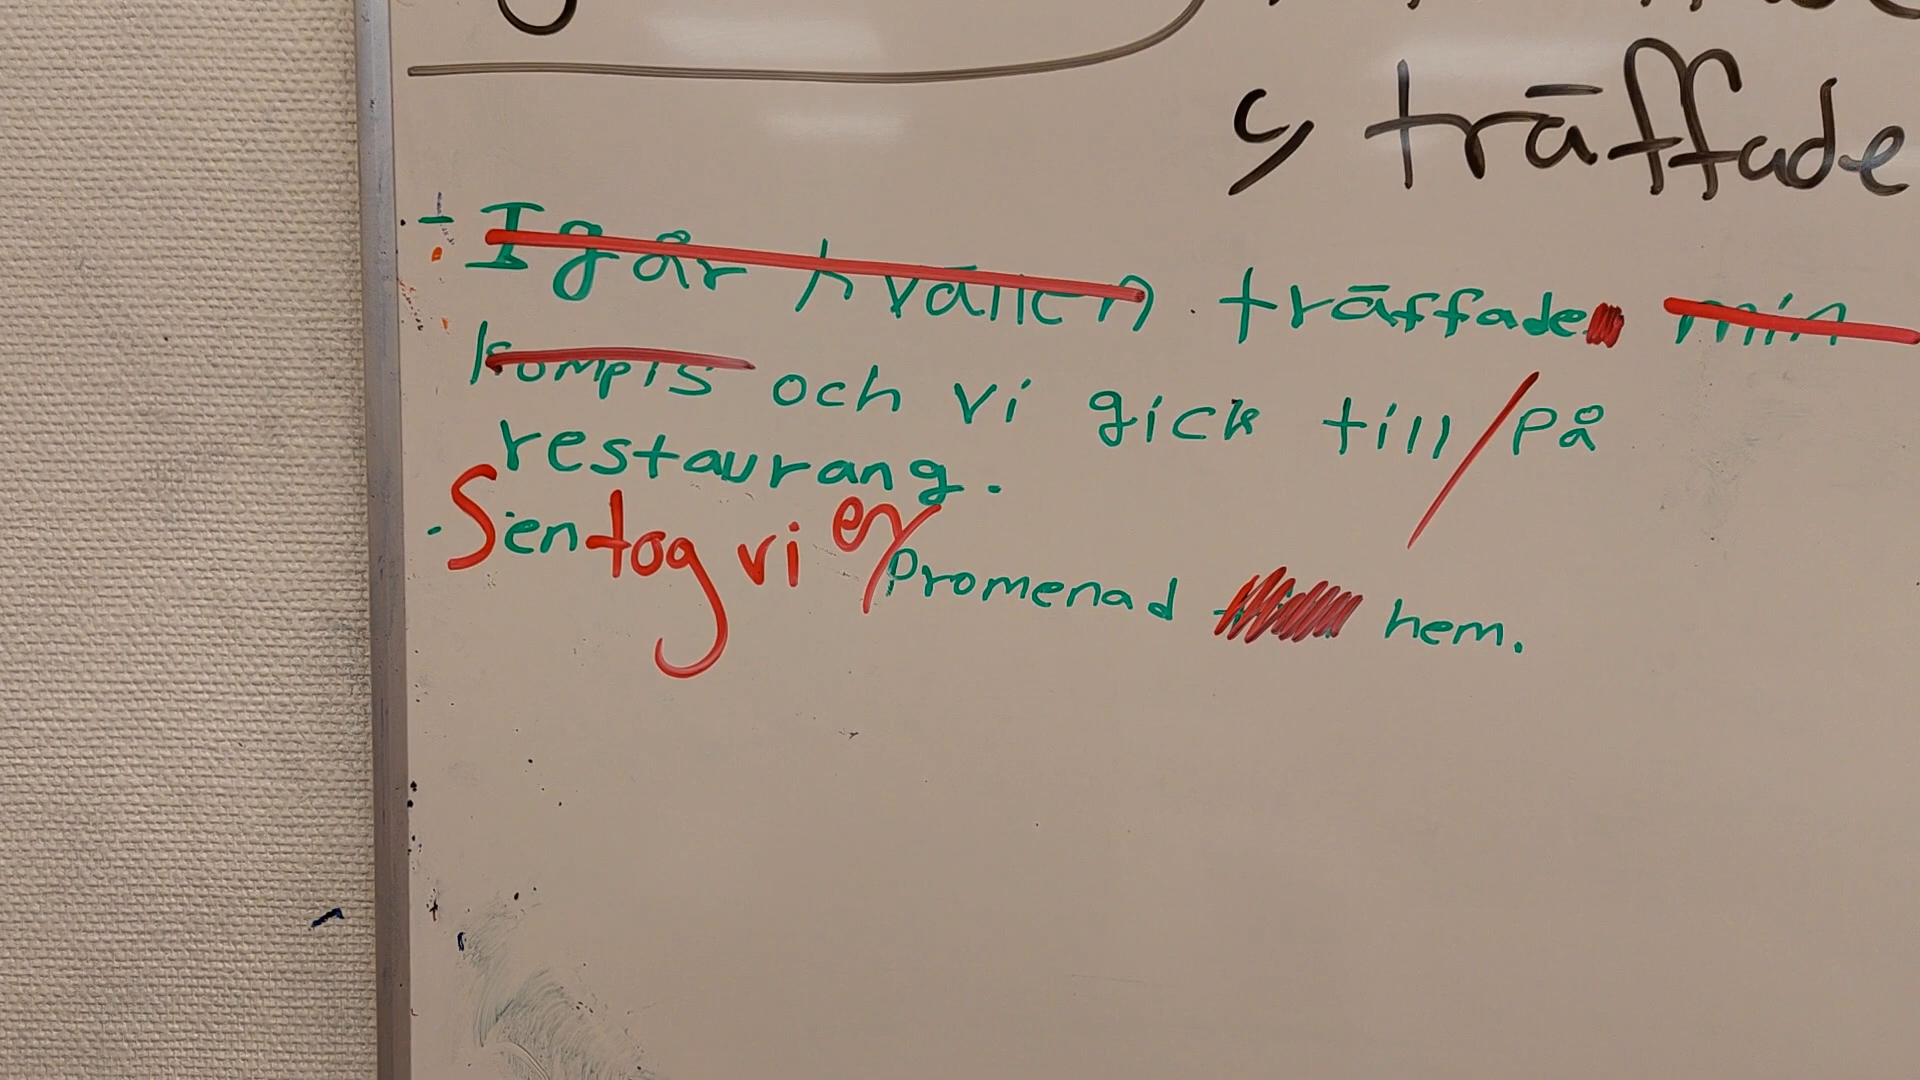 träffade
Igår kvällen träffade min
kompis och vi gick till/på
restaurang.
Sen tog vi en promenad hem.